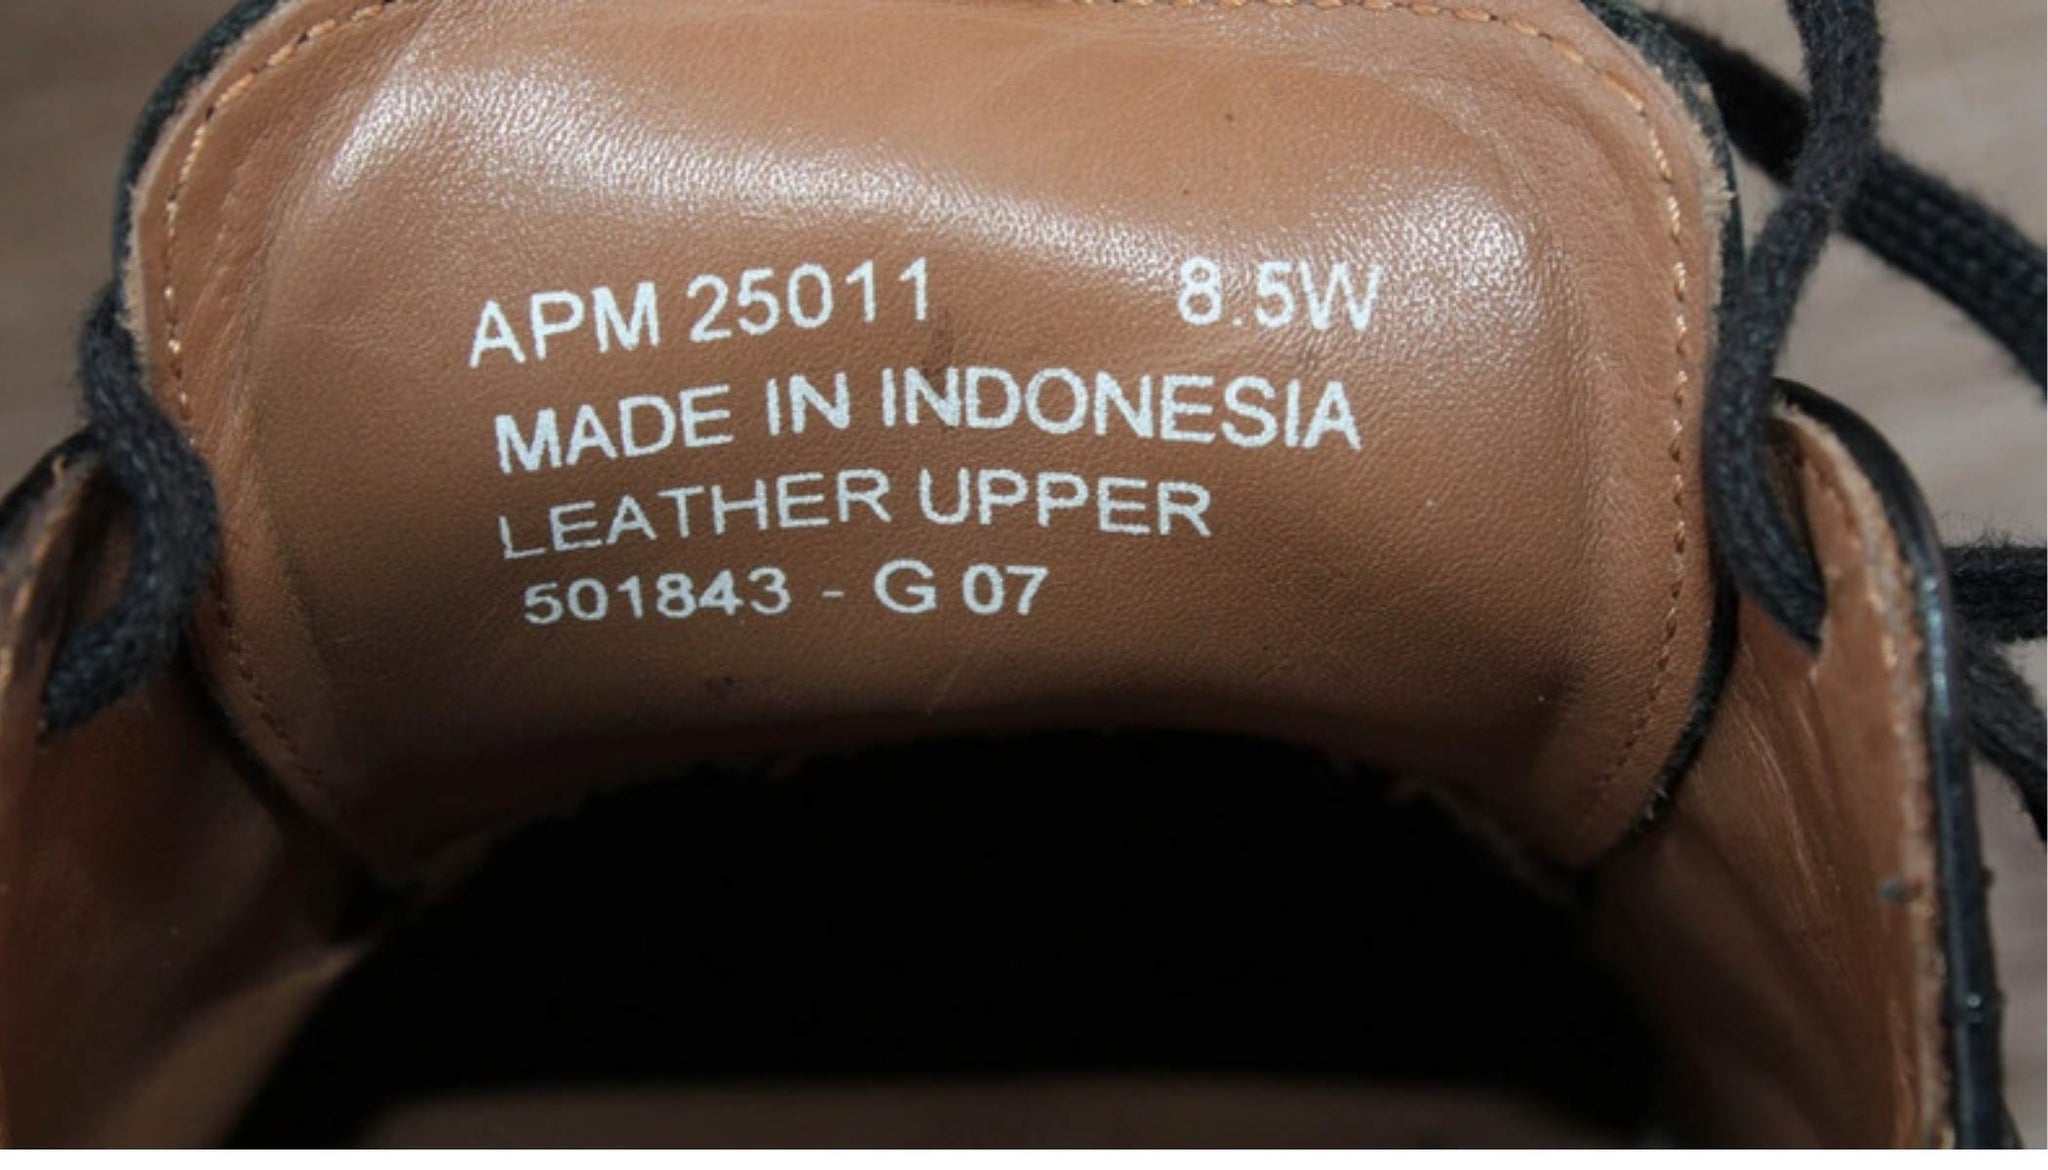 APM 25011 8.5W
MADE IN INDONESIA
LEATHER UPPER
501843 - G 07